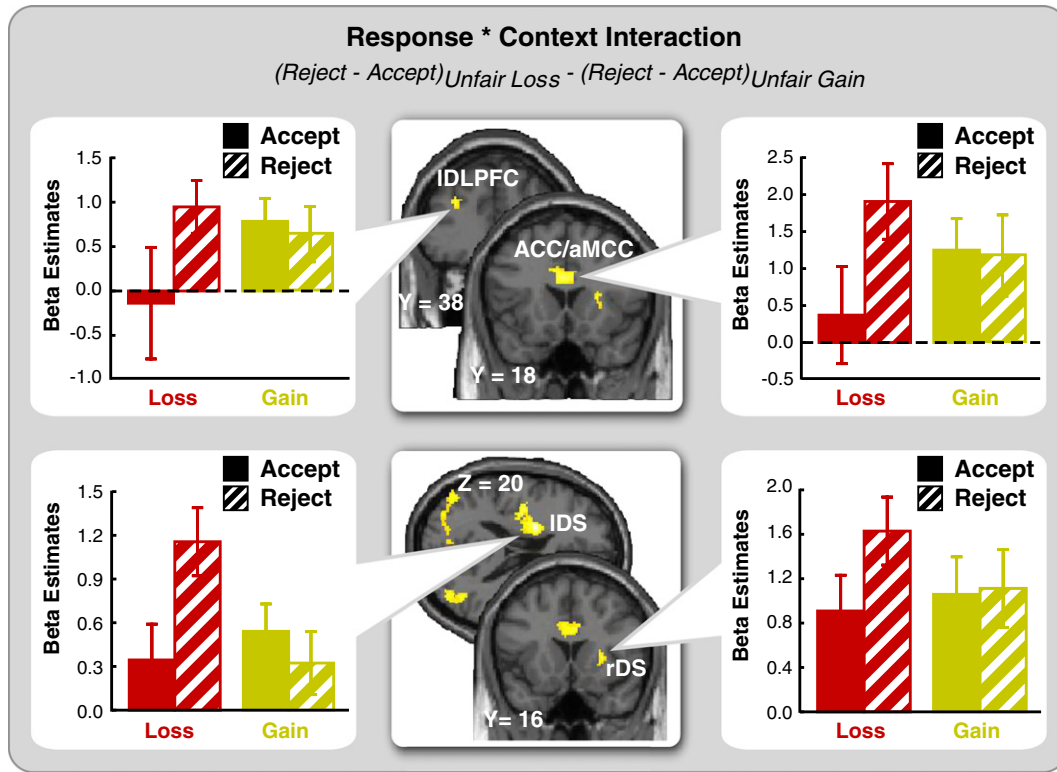 Response * Context Interaction
(Reject - Accept)Unfair Loss - (Reject - Accept)Unfair Gain
Accept
Reject
1.5
1.0
0.5
0.0
-0.5
-1.0
Beta Estimates
Loss
Gain
lDLPFC
ACC/aMCC
Y = 38
Y = 18
Accept
Reject
2.5
2.0
1.5
1.0
0.5
0.0
-0.5
Beta Estimates
Loss
Gain
Accept
Reject
1.5
1.2
0.9
0.6
0.3
0.0
Beta Estimates
Loss
Gain
Z = 20
lDS
rDS
Y= 16
Accept
Reject
2.0
1.6
1.2
0.8
0.4
0.0
Beta Estimates
Loss
Gain